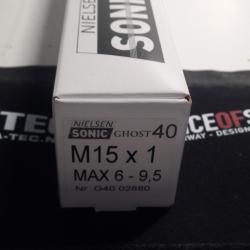 NIELSEN
SONIC
NIELSEN
SONIC GHOST 40
M15 x 1
MAX 6 - 9,5
Nr. G40 02880